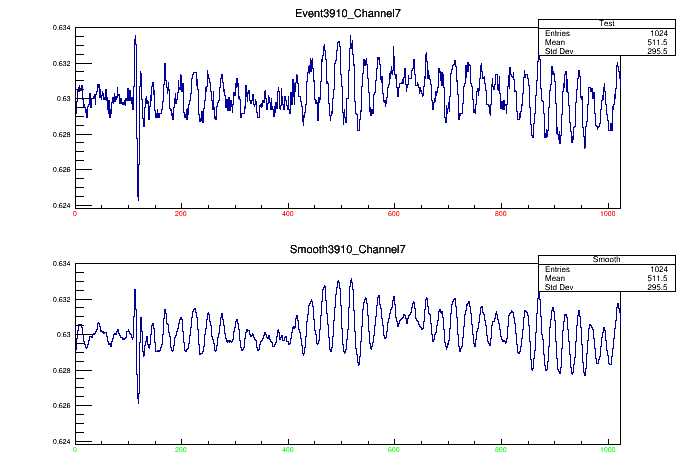 Event3910_Channel7
Test
Entries 1024
Mean 511.5
Std Dev 295.5
0.634
0.632
0.63
0.628
0.626
0.624
0 200 400 600 800 1000
Smooth3910_Channel7
Smooth
Entries 1024
Mean 511.5
Std Dev 295.5
0.634
0.632
0.63
0.628
0.626
0.624
0 200 400 600 800 1000